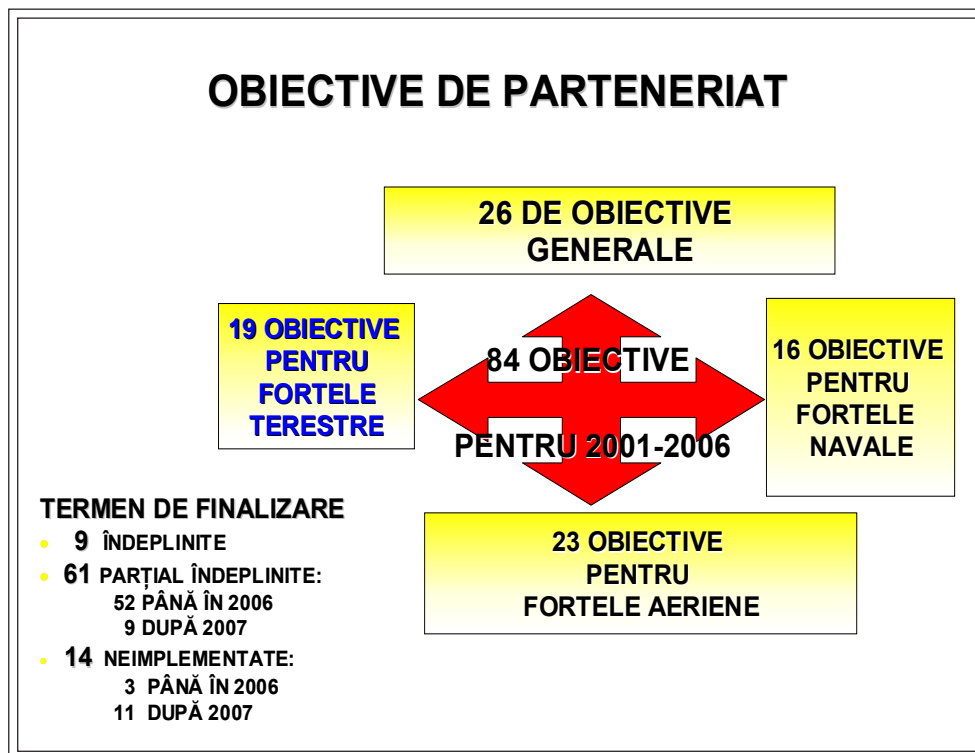 OBIECTIVE DE PARTENERIAT
26 DE OBIECTIVE
GENERALE
19 OBIECTIVE
PENTRU
FORTELE
TERESTRE
84 OBIECTIVE
PENTRU 2001-2006
16 OBIECTIVE
PENTRU
FORTELE
NAVALE
23 OBIECTIVE
PENTRU
FORTELE AERIENE
TERMEN DE FINALIZARE
• 9 ÎNDEPLINITE
• 61 PARȚIAL ÎNDEPLINITE:
52 PÂNĂ ÎN 2006
9 DUPĂ 2007
• 14 NEIMPLEMENTATE:
3 PÂNĂ ÎN 2006
11 DUPĂ 2007